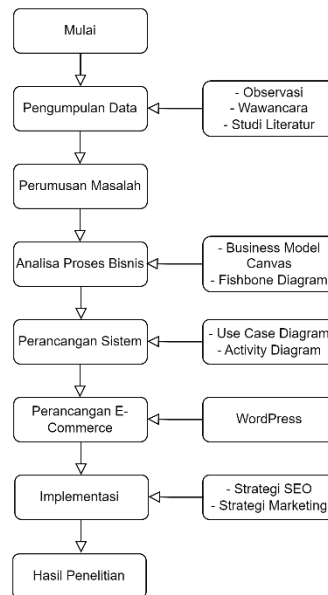 Mulai
Pengumpulan Data
- Observasi
- Wawancara
- Studi Literatur
Perumusan Masalah
Analisa Proses Bisnis
- Business Model
Canvas
- Fishbone Diagram
Perancangan Sistem
- Use Case Diagram
- Activity Diagram
Perancangan E-
Commerce
WordPress
Implementasi
- Strategi SEO
- Strategi Marketing
Hasil Penelitian